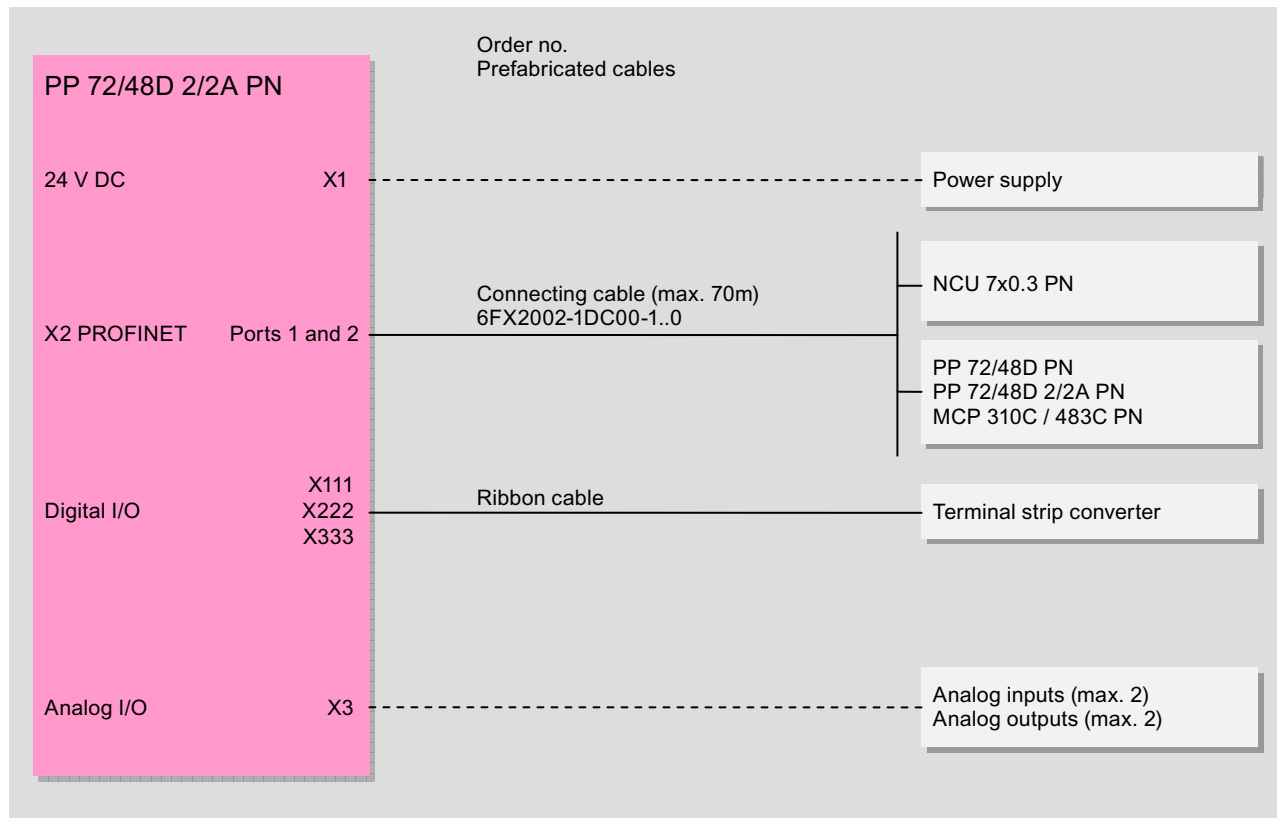 Order no.
Prefabricated cables
PP 72/48D 2/2A PN
24 V DC X1
Power supply
NCU 7x0.3 PN
Connecting cable (max. 70m)
6FX2002-1DC00-1..0
X2 PROFINET Ports 1 and 2
PP 72/48D PN
PP 72/48D 2/2A PN
MCP 310C / 483C PN
X111
Digital I/O X222
X333
Ribbon cable
Terminal strip converter
Analog I/O X3
Analog inputs (max. 2)
Analog outputs (max. 2)